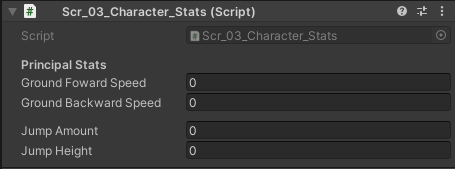 # Scr_03_Character_Stats (Script)
Script # Scr_03_Character_Stats
Principal Stats
Ground Foward Speed 0
Ground Backward Speed 0
Jump Amount 0
Jump Height 0